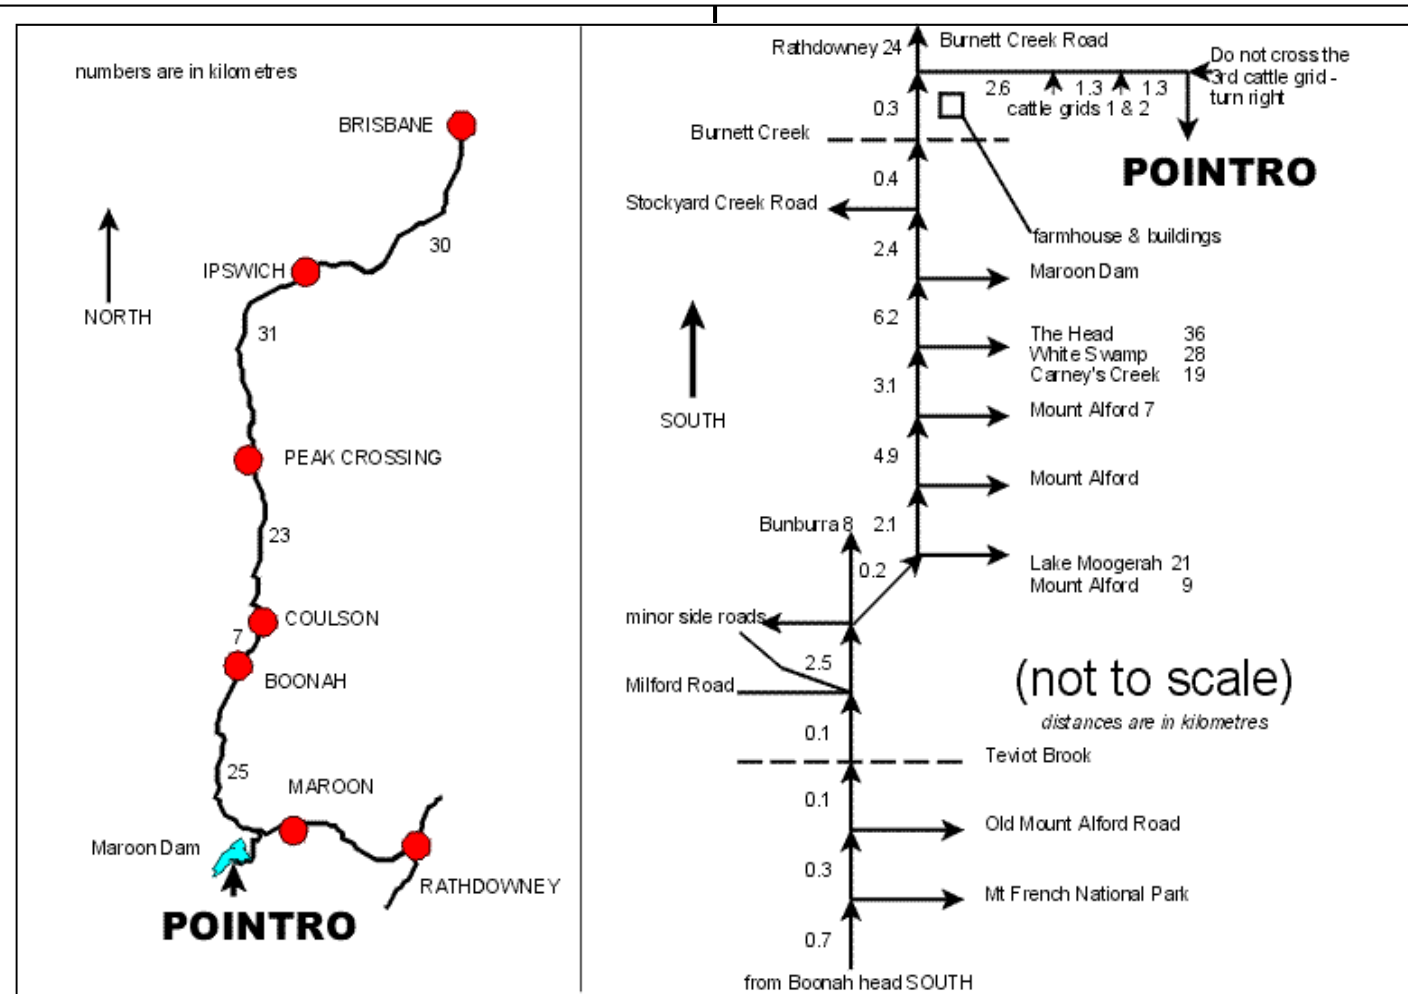 numbers are in kilometres
BRISBANE
30
IPSWICH
NORTH
31
PEAK CROSSING
23
COULSON
7
BOONAH
25
MAROON
Maroon Dam
RATHDOWNEY
POINTRO
Rathdowney 24
Burnett Creek Road
Do not cross the
3rd cattle grid -
turn right
2.6
1.3
1.3
cattle grids 1 & 2
0.3
Burnett Creek
POINTRO
0.4
Stockyard Creek Road
farmhouse & buildings
2.4
Maroon Dam
6.2
The Head 36
White Swamp 28
Carney's Creek 19
3.1
SOUTH
Mount Alford 7
4.9
Mount Alford
Bunburra 8
2.1
0.2
Lake Moogerah 21
Mount Alford 9
minor side roads
2.5
Milford Road
(not to scale)
distances are in kilometres
0.1
Teviot Brook
0.1
Old Mount Alford Road
0.3
Mt French National Park
0.7
from Boonah head SOUTH